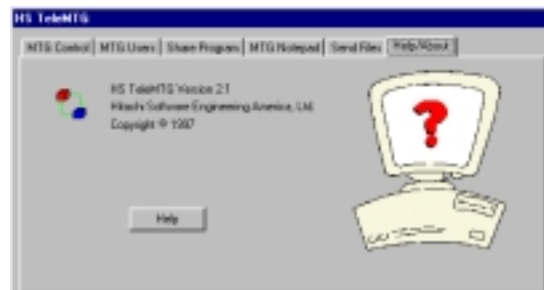 HS TeleMTG
MTG Control MTG Users Share Program MTG Notepad Send Files Help/About
HS TeleMTG Version 2.1
Hitachi Software Engineering America, Ltd
Copyright © 1997
Help
?